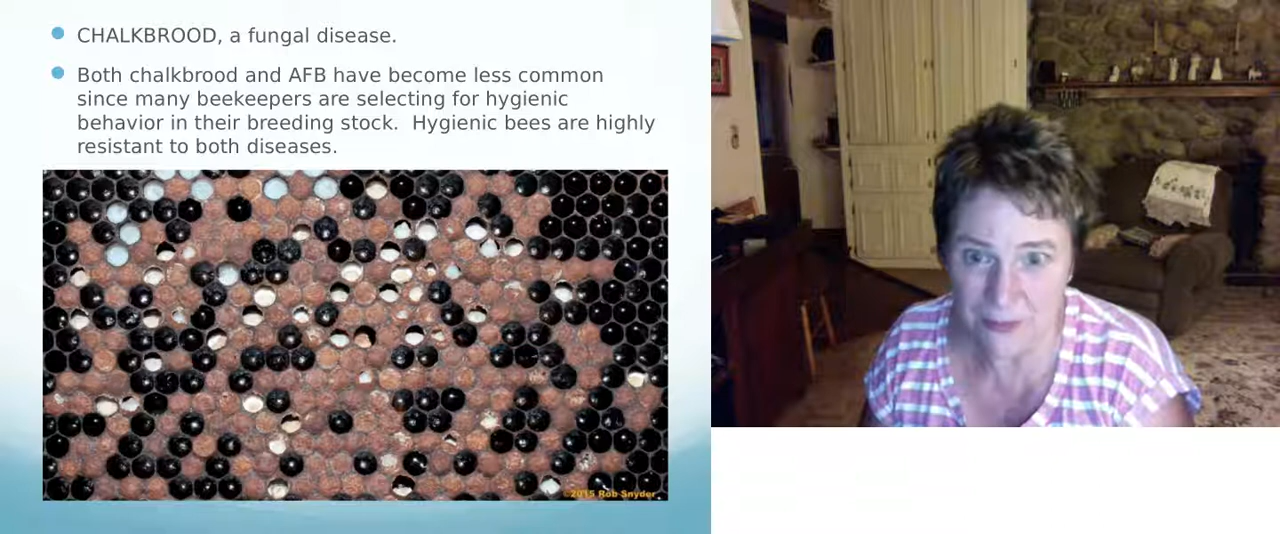 CHALKBROOD, a fungal disease.
Both chalkbrood and AFB have become less common
since many beekeepers are selecting for hygienic
behavior in their breeding stock.  Hygienic bees are highly
resistant to both diseases.
©2015 Rob Snyder